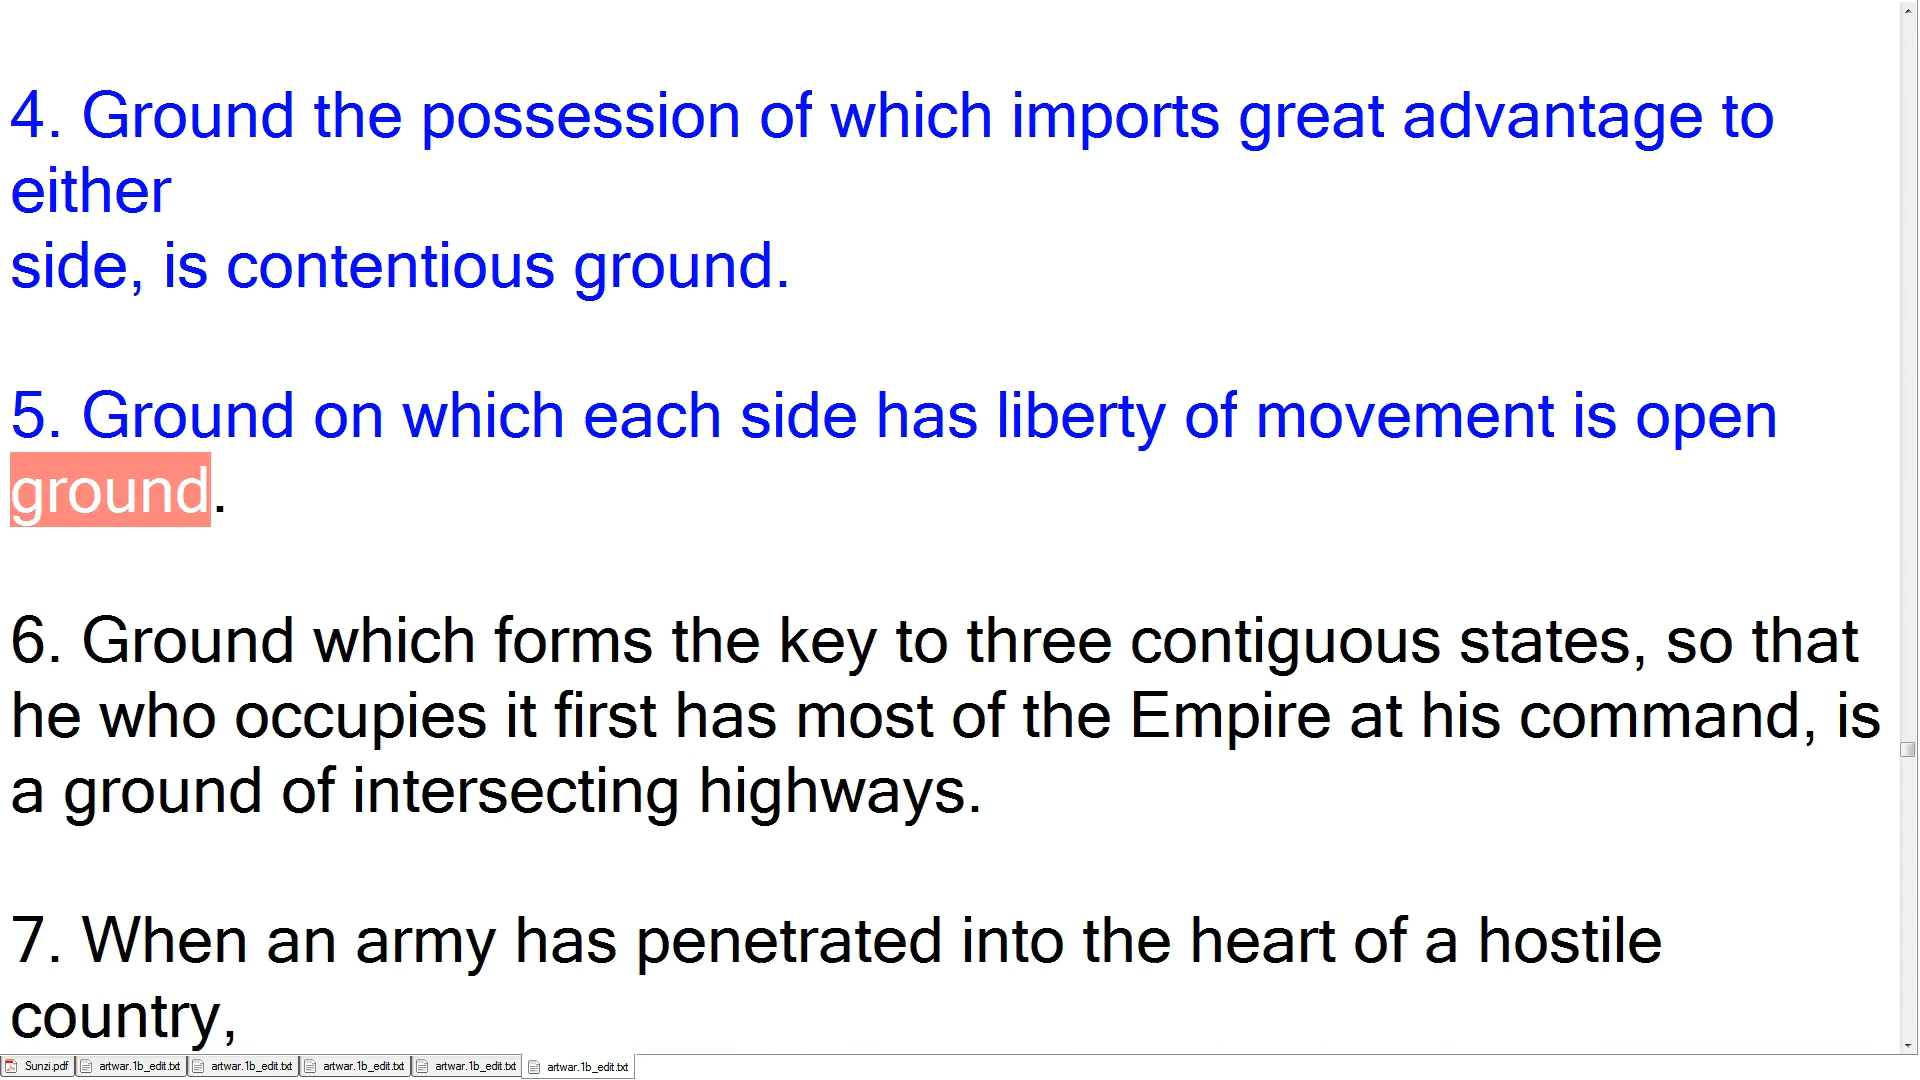 4. Ground the possession of which imports great advantage to
either
side, is contentious ground.
5. Ground on which each side has liberty of movement is open
ground.
6. Ground which forms the key to three contiguous states, so that
he who occupies it first has most of the Empire at his command, is
a ground of intersecting highways.
7. When an army has penetrated into the heart of a hostile
country,
Sunzi.pdf artwar.1b_edit.txt artwar.1b_edit.txt artwar.1b_edit.txt artwar.1b_edit.txt artwar.1b_edit.txt